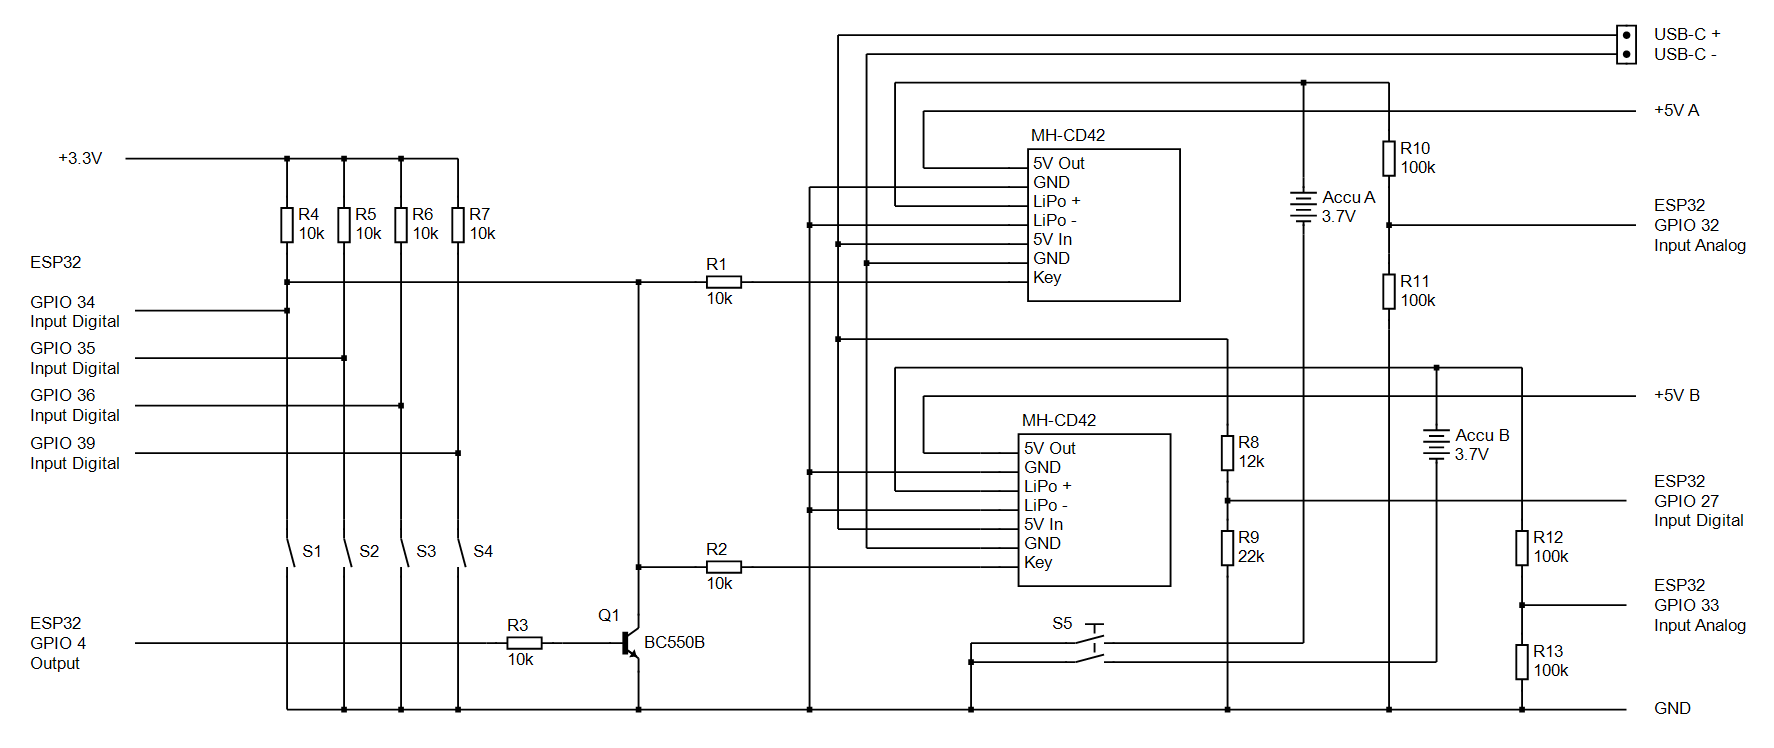 USB-C +
USB-C -
+5V A
MH-CD42
5V Out
GND
LiPo +
LiPo -
5V In
GND
Key
+3.3V
R10
100k
Accu A
3.7V
R4
10k
R5
10k
R6
10k
R7
10k
ESP32
GPIO 32
Input Analog
ESP32
R1
10k
R11
100k
GPIO 34
Input Digital
GPIO 35
Input Digital
GPIO 36
Input Digital
GPIO 39
Input Digital
+5V B
MH-CD42
5V Out
GND
LiPo +
LiPo -
5V In
GND
Key
R8
12k
Accu B
3.7V
ESP32
GPIO 27
Input Digital
S1
S2
S3
S4
R2
10k
R9
22k
R12
100k
ESP32
GPIO 33
Input Analog
ESP32
GPIO 4
Output
R3
10k
Q1
BC550B
S5
R13
100k
GND